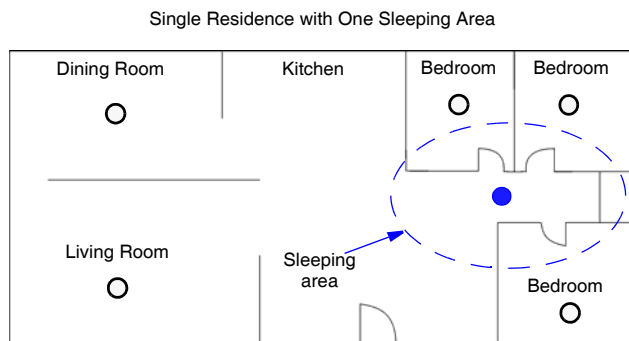 Single Residence with One Sleeping Area
Dining Room
Kitchen
Bedroom
Bedroom
Living Room
Sleeping
area
Bedroom